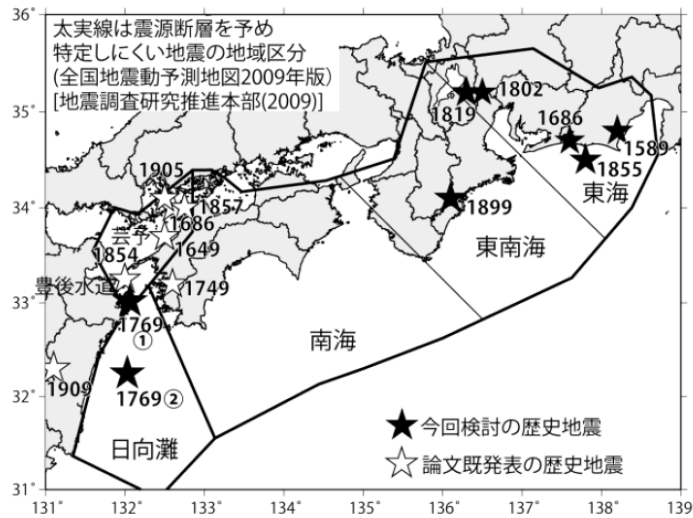 太実線は震源断層を予め
特定しにくい地震の地域区分
(全国地震動予測地図2009年版)
[地震調査研究推進本部(2009)]
36°
35°
34°
33°
32°
31°
1802
1819
1686
1589
1855
東海
1905
1857
1686
芸予
1649
1854
1899
東南海
豊後水道
1749
1769
①
南海
1909
1769②
日向灘
今回検討の歴史地震
論文既発表の歴史地震
131° 132° 133° 134° 135° 136° 137° 138° 139°